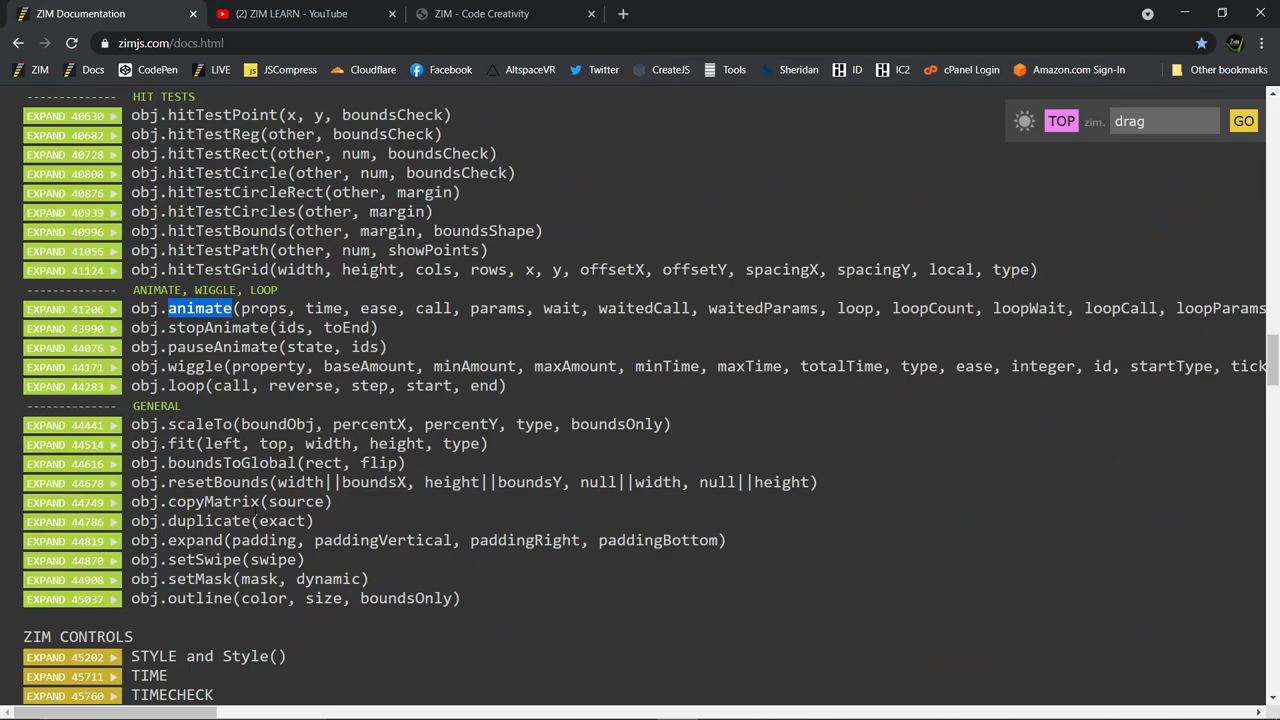 ZIM Documentation
(2) ZIM LEARN - YouTube
ZIM - Code Creativity
zimjs.com/docs.html
ZIM Docs CodePen LIVE JSCompress Cloudflare Facebook AltspaceVR Twitter CreateJS Tools Sheridan ID IC2 cPanel Login Amazon.com Sign-In Other bookmarks
TOP zim. drag GO
-------------- HIT TESTS
EXPAND 40630 obj.hitTestPoint(x, y, boundsCheck)
EXPAND 40682 obj.hitTestReg(other, boundsCheck)
EXPAND 40728 obj.hitTestRect(other, num, boundsCheck)
EXPAND 40808 obj.hitTestCircle(other, num, boundsCheck)
EXPAND 40876 obj.hitTestCircleRect(other, margin)
EXPAND 40939 obj.hitTestCircles(other, margin)
EXPAND 40996 obj.hitTestBounds(other, margin, boundsShape)
EXPAND 41056 obj.hitTestPath(other, num, showPoints)
EXPAND 41124 obj.hitTestGrid(width, height, cols, rows, x, y, offsetX, offsetY, spacingX, spacingY, local, type)
-------------- ANIMATE, WIGGLE, LOOP
EXPAND 41206 obj.animate(props, time, ease, call, params, wait, waitedCall, waitedParams, loop, loopCount, loopWait, loopCall, loopParams
EXPAND 43990 obj.stopAnimate(ids, toEnd)
EXPAND 44076 obj.pauseAnimate(state, ids)
EXPAND 44171 obj.wiggle(property, baseAmount, minAmount, maxAmount, minTime, maxTime, totalTime, type, ease, integer, id, startType, tick
EXPAND 44283 obj.loop(call, reverse, step, start, end)
-------------- GENERAL
EXPAND 44441 obj.scaleTo(boundObj, percentX, percentY, type, boundsOnly)
EXPAND 44514 obj.fit(left, top, width, height, type)
EXPAND 44616 obj.boundsToGlobal(rect, flip)
EXPAND 44678 obj.resetBounds(width||boundsX, height||boundsY, null||width, null||height)
EXPAND 44749 obj.copyMatrix(source)
EXPAND 44786 obj.duplicate(exact)
EXPAND 44819 obj.expand(padding, paddingVertical, paddingRight, paddingBottom)
EXPAND 44870 obj.setSwipe(swipe)
EXPAND 44908 obj.setMask(mask, dynamic)
EXPAND 45037 obj.outline(color, size, boundsOnly)
ZIM CONTROLS
EXPAND 45202 STYLE and Style()
EXPAND 45711 TIME
EXPAND 45760 TIMECHECK